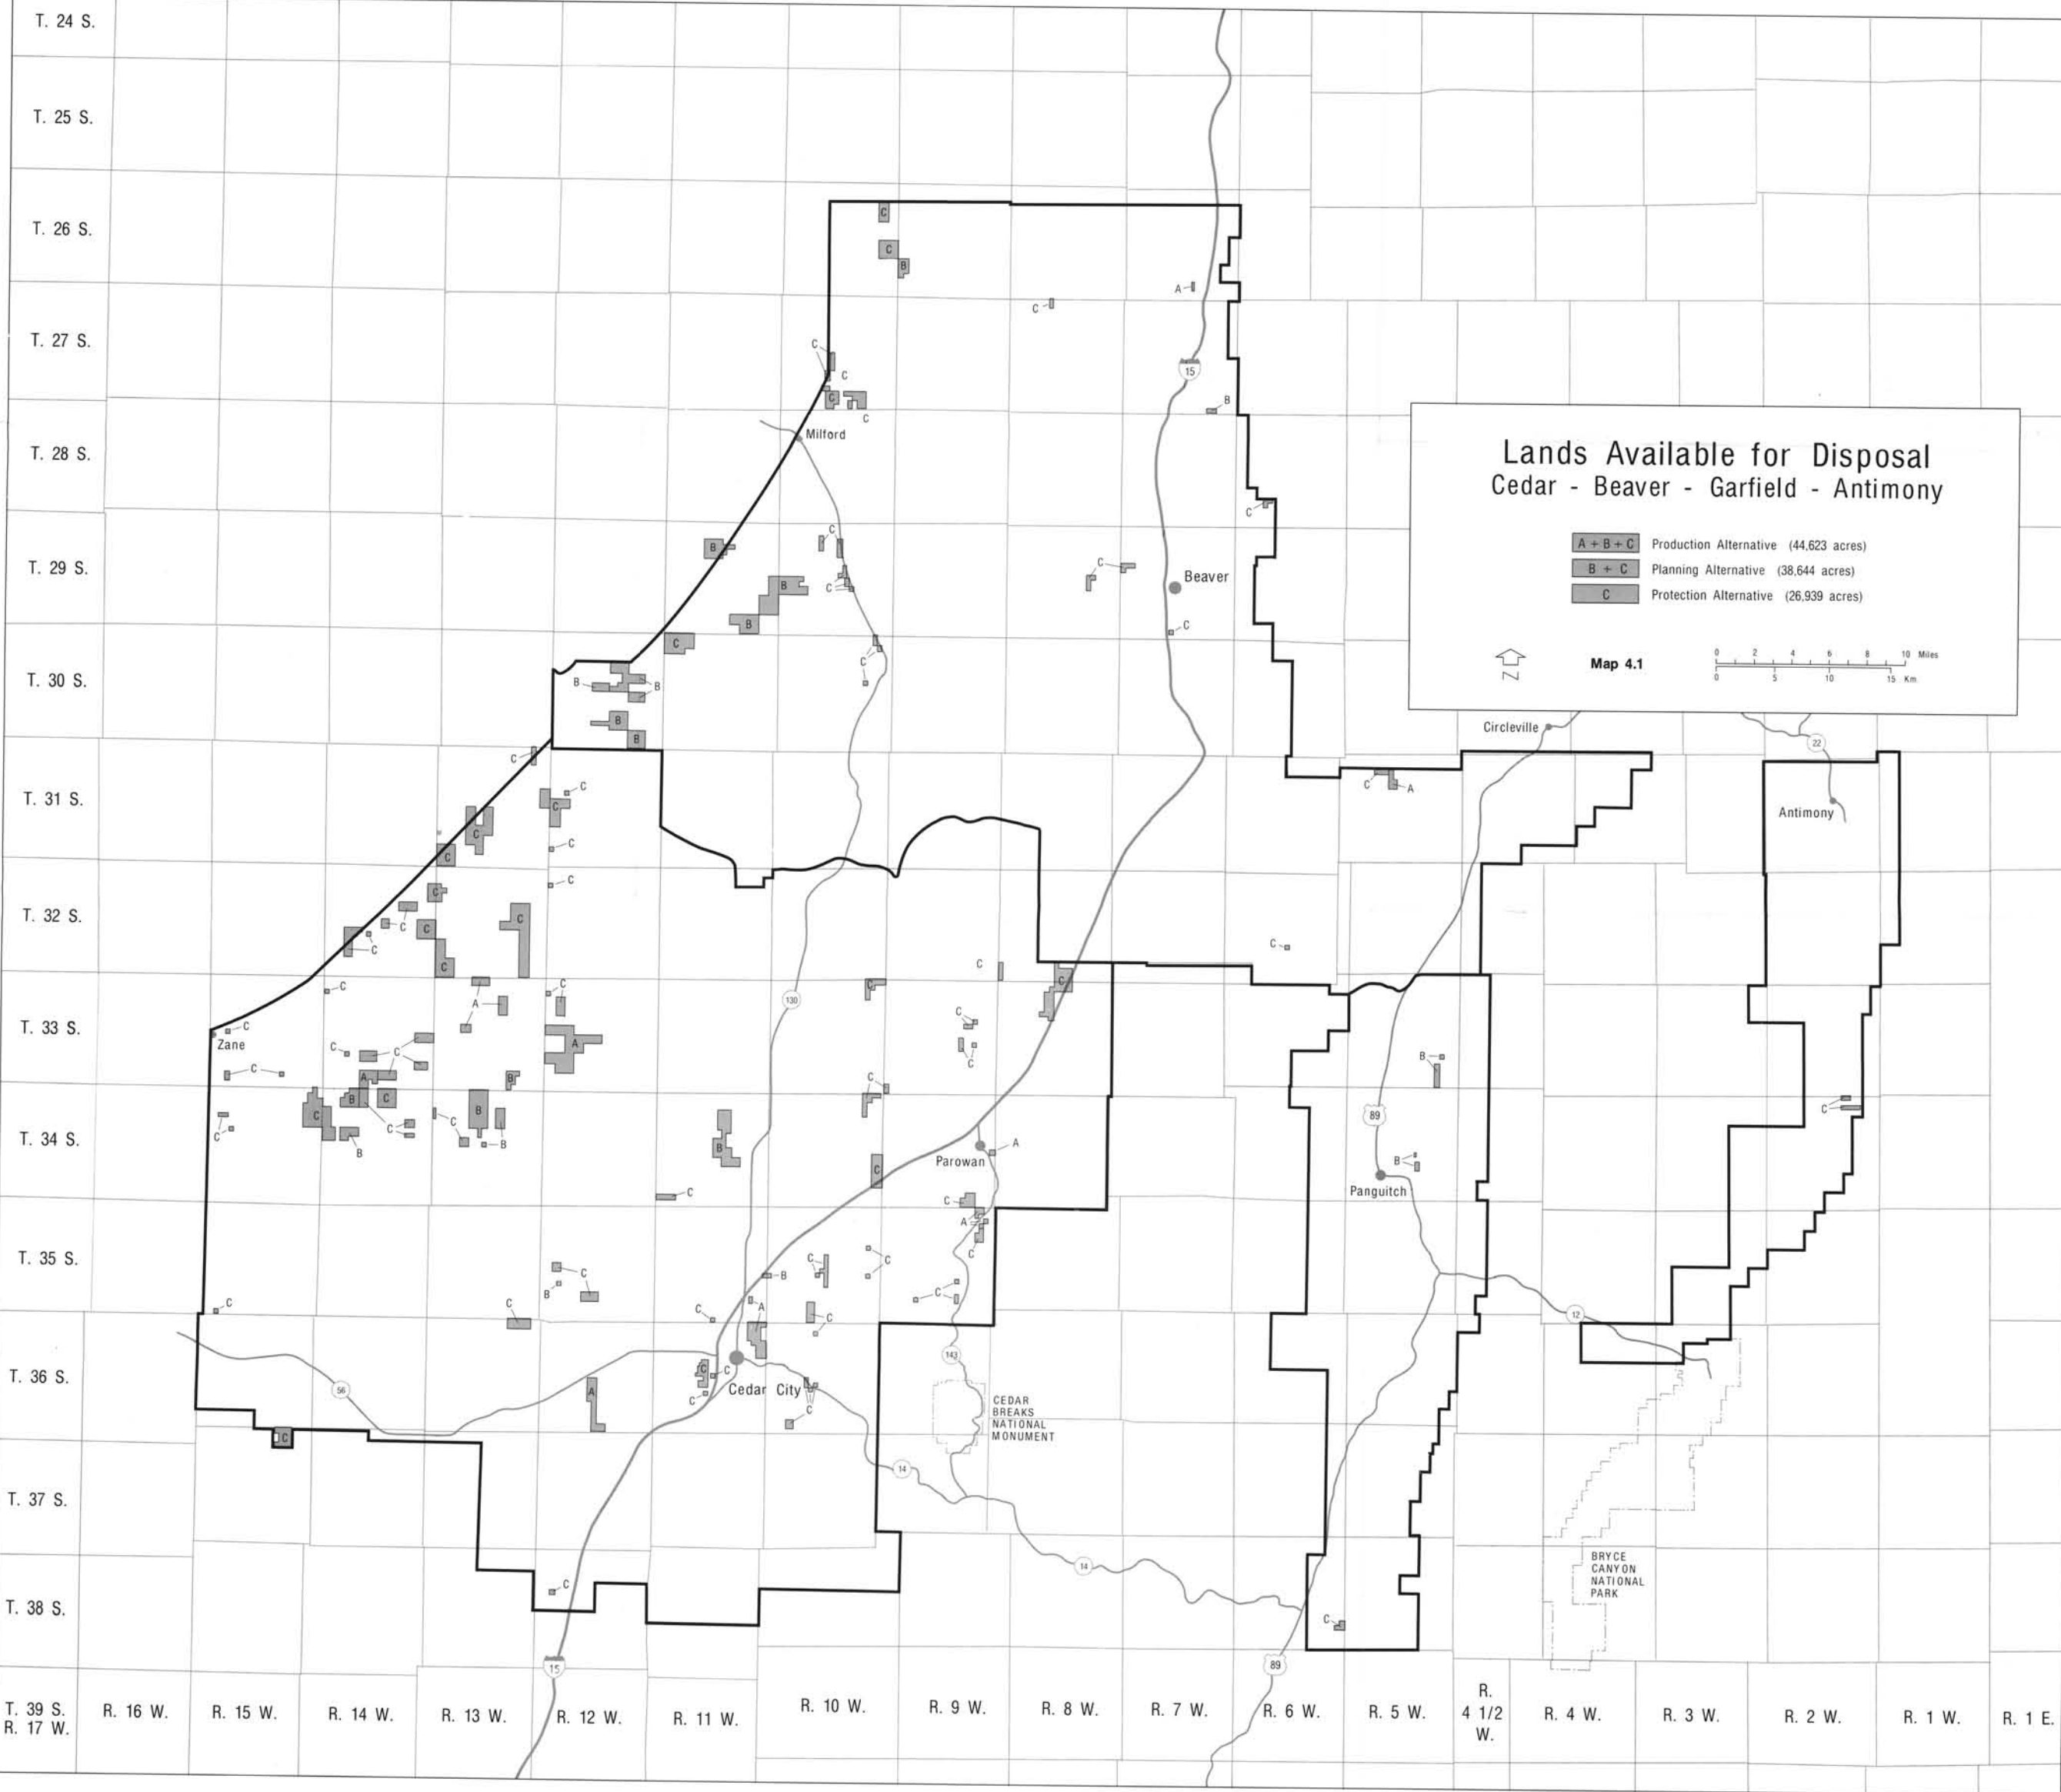 T. 24 S.
T. 25 S.
T. 26 S.
C
C
B
A
C
T. 27 S.
C
C
15
C
B
C
Milford
T. 28 S.
Lands Available for Disposal
Cedar - Beaver - Garfield - Antimony
A + B + C Production Alternative (44,623 acres)
B + C Planning Alternative (38,644 acres)
C Protection Alternative (26,939 acres)
N
Map 4.1
0 2 4 6 8 10 Miles
0 5 10 15 Km
C
C
B
T. 29 S.
C
B
C
Beaver
B
C
C
C
T. 30 S.
B
B
B
B
Circleville
22
C
T. 31 S.
C
C
C
A
Antimony
C
C
C
C
T. 32 S.
C
C
C
C
C
C
C
C
C
C
C
C
A
130
T. 33 S.
C
C
Zane
A
C
C
C
C
B
A
B
C
C
B
C
C
T. 34 S.
C
B
C
C
B
C
B
B
89
C
A
Parowan
C
B
Panguitch
C
C
A
C
T. 35 S.
C
C
C
B
B
C
C
C
C
A
C
12
T. 36 S.
143
56
A
C
C
C
Cedar City
C
C
CEDAR
BREAKS
NATIONAL
MONUMENT
14
T. 37 S.
14
BRYCE
CANYON
NATIONAL
PARK
T. 38 S.
C
C
15
89
T. 39 S.
R. 17 W.
R. 16 W.
R. 15 W.
R. 14 W.
R. 13 W.
R. 12 W.
R. 11 W.
R. 10 W.
R. 9 W.
R. 8 W.
R. 7 W.
R. 6 W.
R. 5 W.
R.
4 1/2
W.
R. 4 W.
R. 3 W.
R. 2 W.
R. 1 W.
R. 1 E.